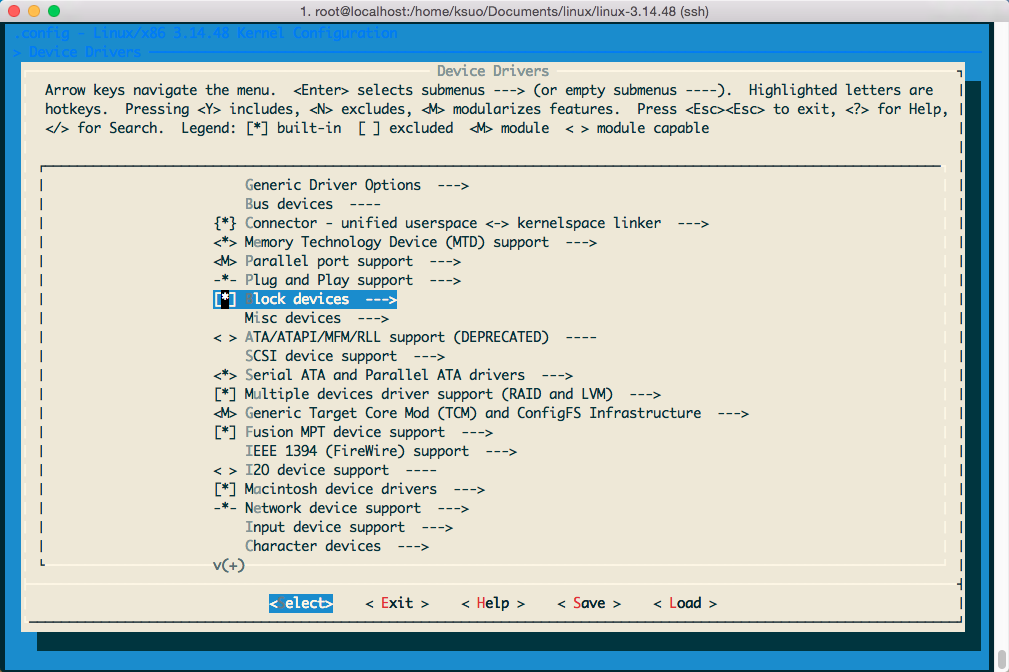 1. root@localhost:/home/ksuo/Documents/linux/linux-3.14.48 (ssh)
.config - Linux/x86 3.14.48 Kernel Configuration
> Device Drivers
Device Drivers
Arrow keys navigate the menu.  <Enter> selects submenus ---> (or empty submenus ----).  Highlighted letters are
hotkeys.  Pressing <Y> includes, <N> excludes, <M> modularizes features.  Press <Esc><Esc> to exit, <?> for Help,
</> for Search.  Legend: [*] built-in  [ ] excluded  <M> module  < > module capable
Generic Driver Options  --->
Bus devices  ----
{*} Connector - unified userspace <-> kernelspace linker  --->
<*> Memory Technology Device (MTD) support  --->
<M> Parallel port support  --->
-*- Plug and Play support  --->
[*] Block devices  --->
Misc devices  --->
< > ATA/ATAPI/MFM/RLL support (DEPRECATED)  ----
SCSI device support  --->
<*> Serial ATA and Parallel ATA drivers  --->
[*] Multiple devices driver support (RAID and LVM)  --->
<M> Generic Target Core Mod (TCM) and ConfigFS Infrastructure  --->
[*] Fusion MPT device support  --->
IEEE 1394 (FireWire) support  --->
< > I2O device support  ----
[*] Macintosh device drivers  --->
-*- Network device support  --->
Input device support  --->
Character devices  --->
v(+)
<Select>    < Exit >    < Help >    < Save >    < Load >